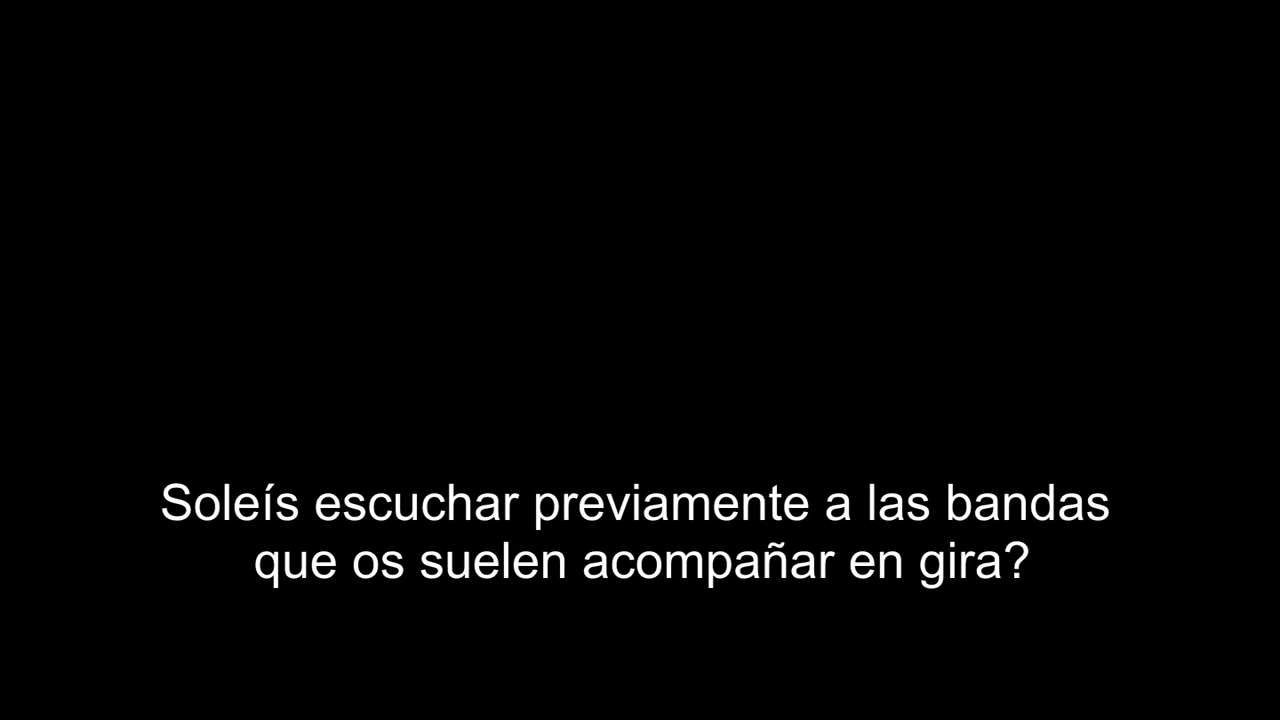 Soleís escuchar previamente a las bandas
que os suelen acompañar en gira?